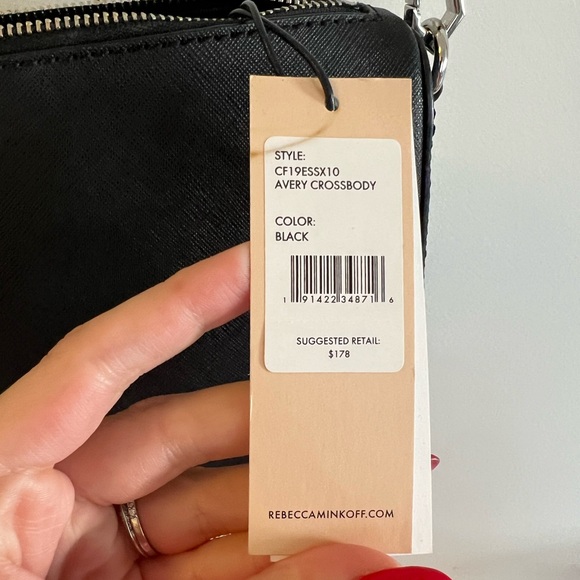 STYLE:
CF19ESSX10
AVERY CROSSBODY
COLOR:
BLACK
1 91422 34871 6
SUGGESTED RETAIL:
$178
REBECCAMINKOFF.COM